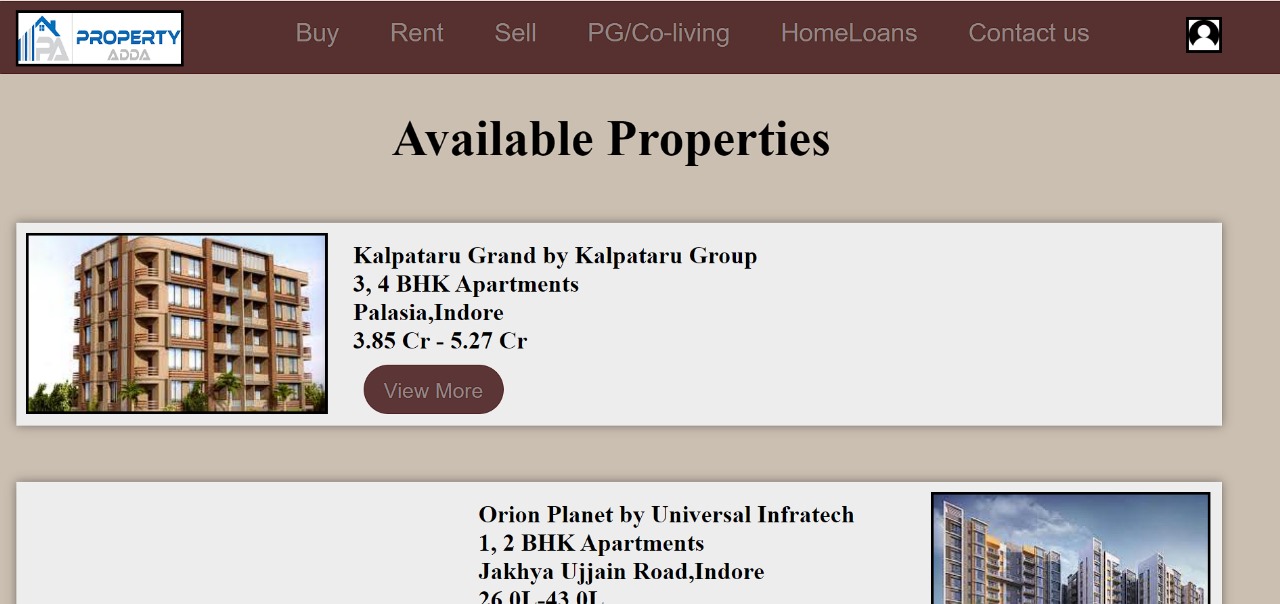 PA PROPERTY
ADDA
Buy Rent Sell PG/Co-living HomeLoans Contact us
Available Properties
Kalpataru Grand by Kalpataru Group
3, 4 BHK Apartments
Palasia,Indore
3.85 Cr - 5.27 Cr
View More
Orion Planet by Universal Infratech
1, 2 BHK Apartments
Jakhya Ujjain Road,Indore
26.0L-43.0L